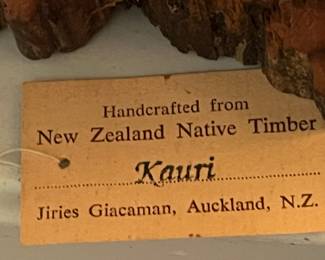 Handcrafted from
New Zealand Native Timber
Kauri
Jiries Giacaman, Auckland, N.Z.